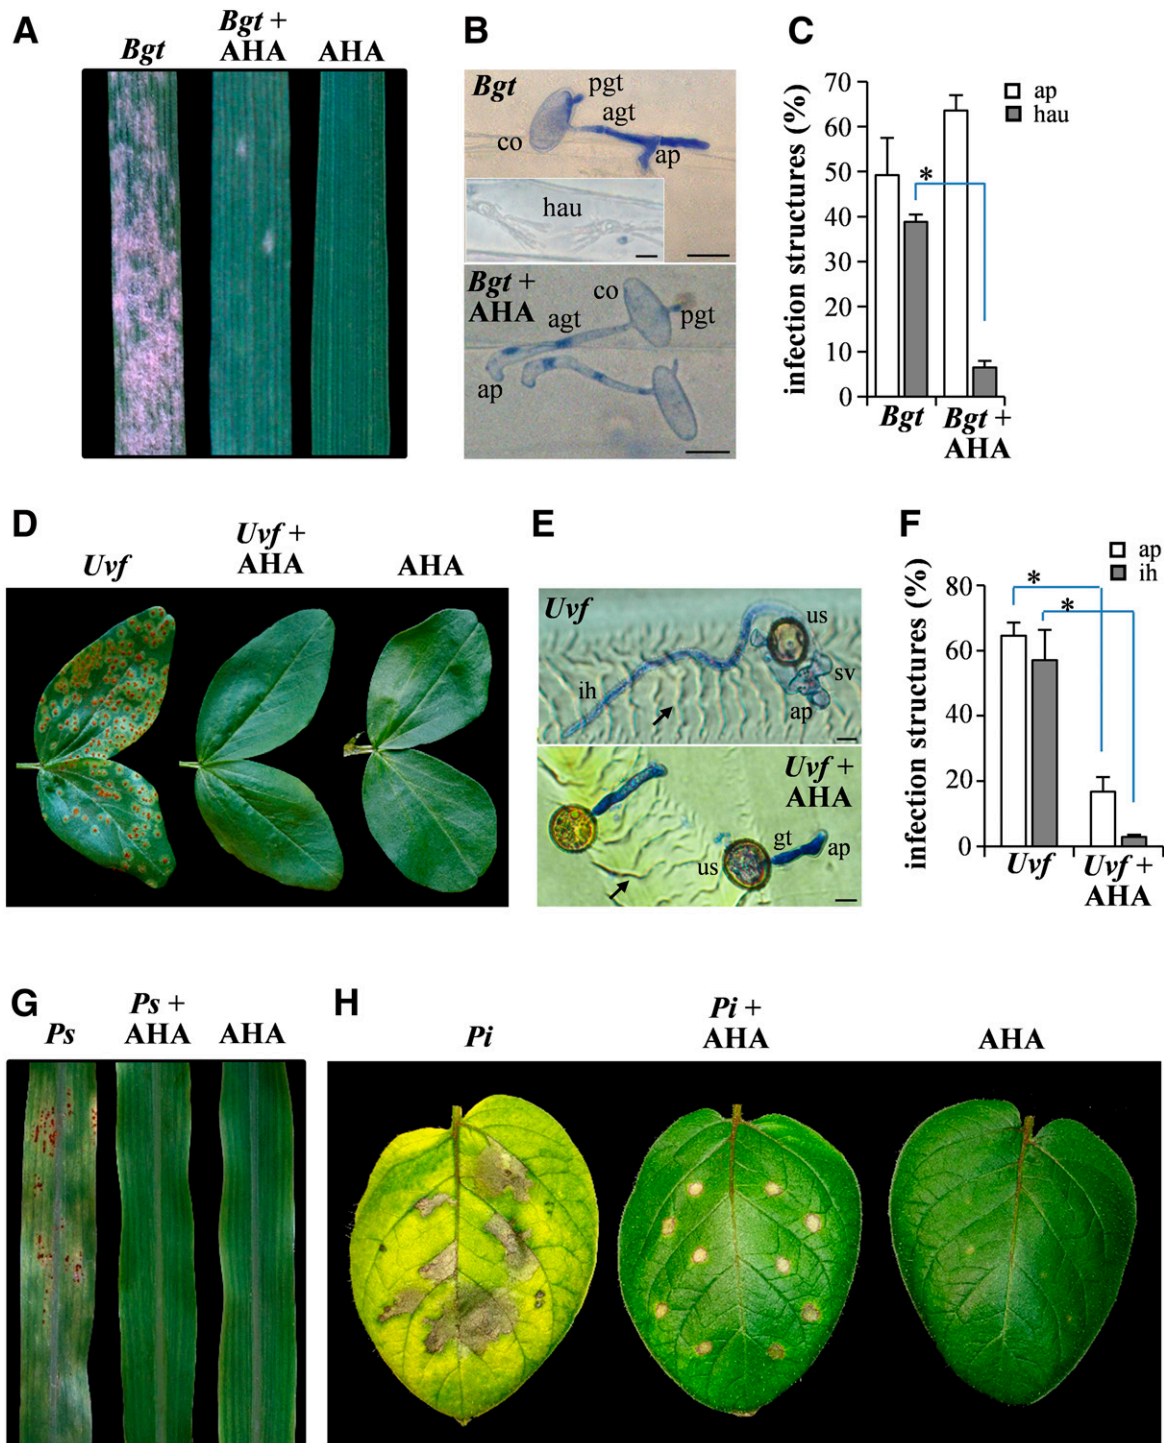 A
Bgt
Bgt +
AHA
AHA
B
Bgt
pgt
agt
co
ap
hau
Bgt +
AHA
co
pgt
agt
ap
C
infection structures (%)
70
60
50
40
30
20
10
0
ap
hau
*
Bgt
Bgt +
AHA
D
Uvf
Uvf +
AHA
AHA
E
Uvf
us
sv
ih
ap
Uvf +
AHA
gt
ap
us
F
infection structures (%)
80
60
40
20
0
ap
ih
*
*
Uvf
Uvf +
AHA
G
Ps
Ps +
AHA
AHA
H
Pi
Pi +
AHA
AHA